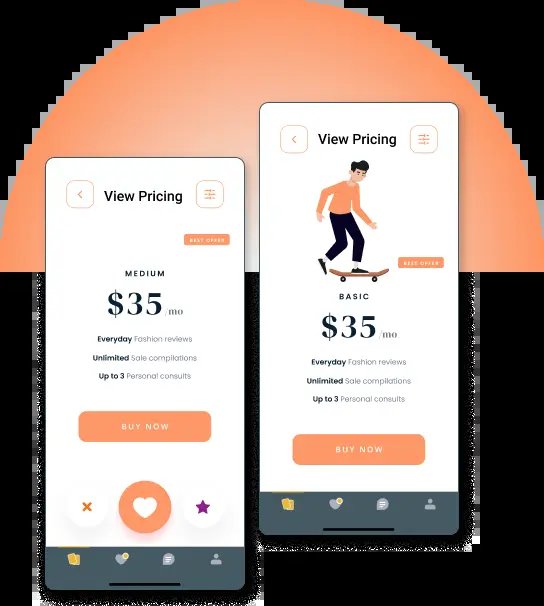 View Pricing
BEST OFFER
MEDIUM
$35/mo
Everyday Fashion reviews
Unlimited Sale compilations
Up to 3 Personal consults
BUY NOW
View Pricing
BEST OFFER
BASIC
$35/mo
Everyday Fashion reviews
Unlimited Sale compilations
Up to 3 Personal consults
BUY NOW